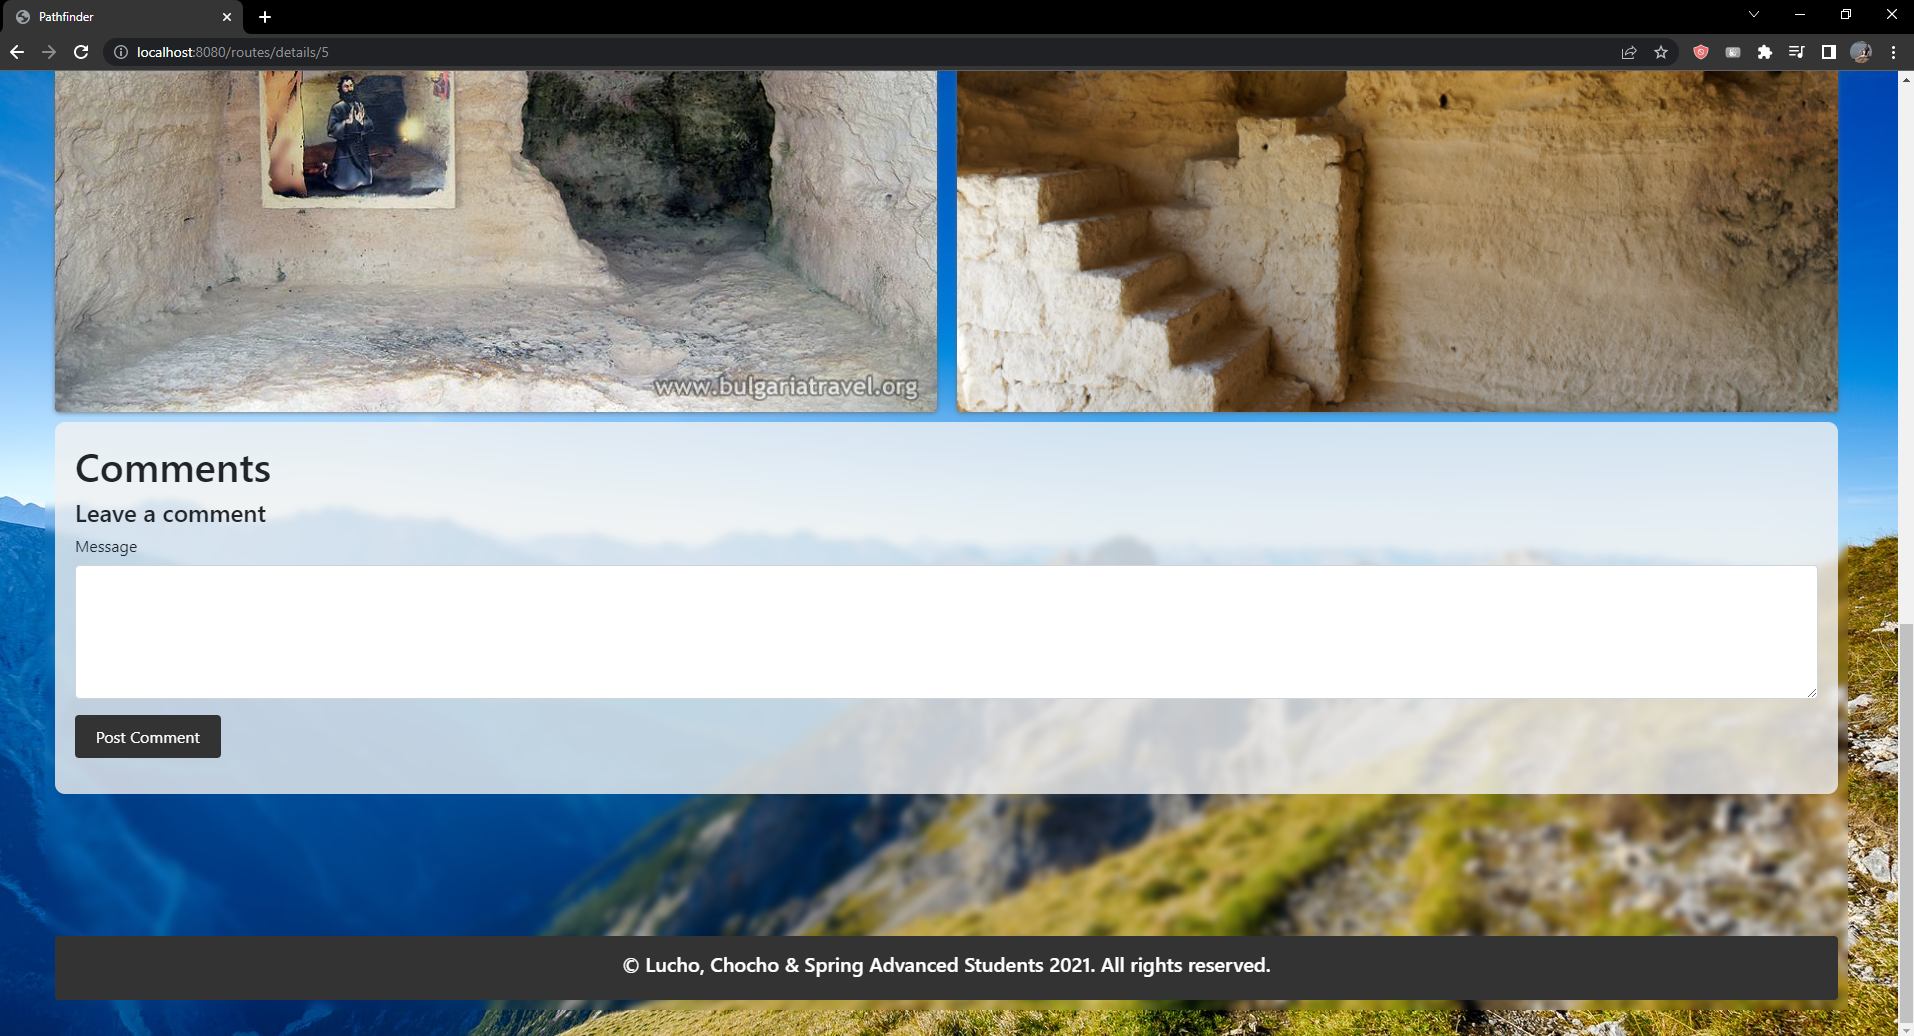 Pathfinder
localhost:8080/routes/details/5
www.bulgariatravel.org
Comments
Leave a comment
Message
Post Comment
© Lucho, Chocho & Spring Advanced Students 2021. All rights reserved.